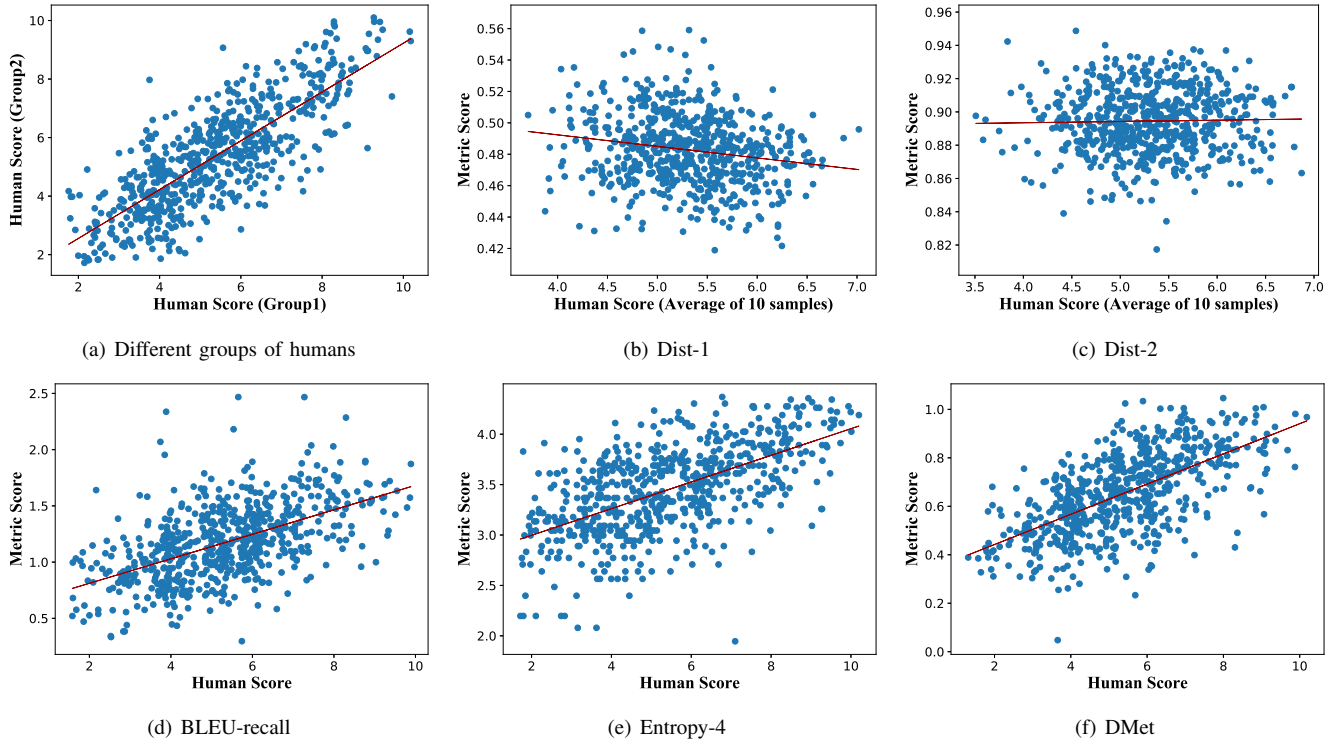 10
8
6
4
2
Human Score (Group2)
2 4 6 8 10
Human Score (Group1)
(a) Different groups of humans
0.56
0.54
0.52
0.50
0.48
0.46
0.44
0.42
Metric Score
4.0 4.5 5.0 5.5 6.0 6.5 7.0
Human Score (Average of 10 samples)
(b) Dist-1
0.96
0.94
0.92
0.90
0.88
0.86
0.84
0.82
Metric Score
3.5 4.0 4.5 5.0 5.5 6.0 6.5 7.0
Human Score (Average of 10 samples)
(c) Dist-2
2.5
2.0
1.5
1.0
0.5
Metric Score
2 4 6 8 10
Human Score
(d) BLEU-recall
4.0
3.5
3.0
2.5
2.0
Metric Score
2 3 4 5 6 7 8 9 10
Human Score
(e) Entropy-4
1.0
0.8
0.6
0.4
0.2
0.0
Metric Score
2 4 6 8 10
Human Score
(f) DMet